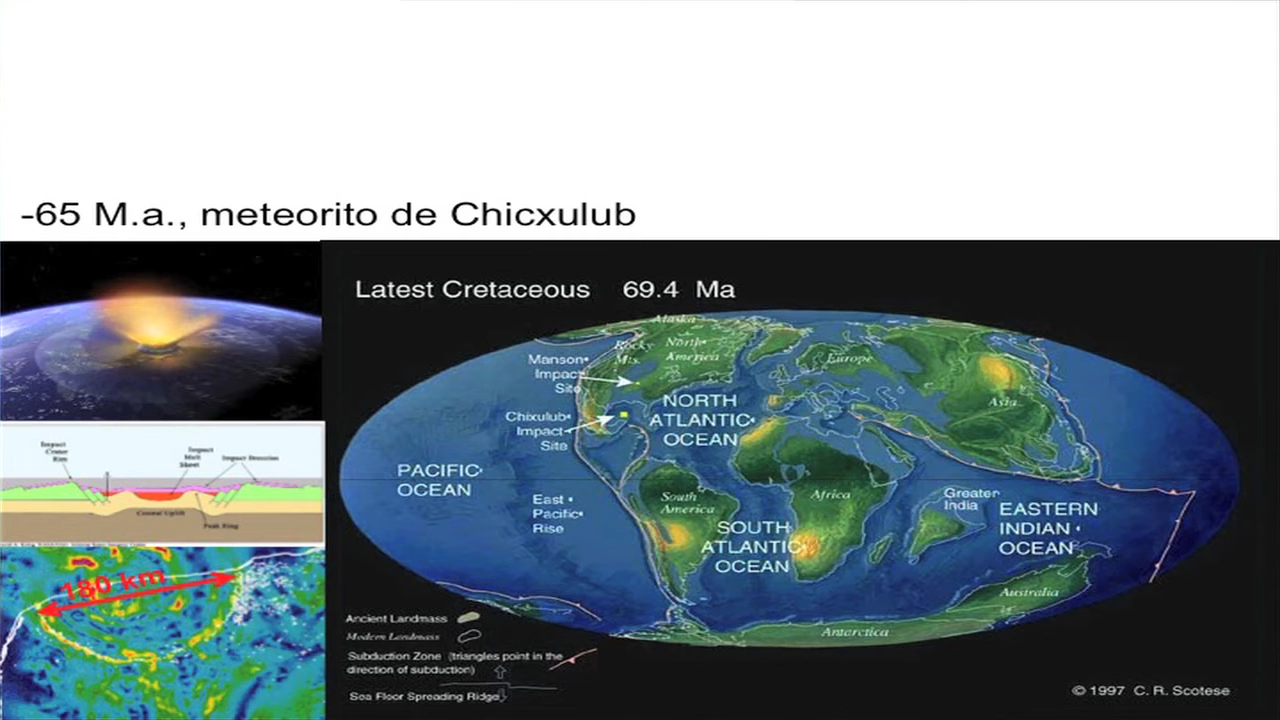 -65 M.a., meteorito de Chicxulub
Impact
Crater
Rim
Impact
Melt
Sheet
Impact Direction
Central Uplift
Peak Ring
180 km
Latest Cretaceous 69.4 Ma
Alaska
Rocky
Mts.
North
America
Manson
Impact
Site
Chixulub
Impact
Site
Europe
Asia
NORTH
ATLANTIC
OCEAN
PACIFIC
OCEAN
East
Pacific
Rise
South
America
Africa
SOUTH
ATLANTIC
OCEAN
Greater
India
EASTERN
INDIAN
OCEAN
Australia
Antarctica
Ancient Landmass
Modern Landmass
Subduction Zone (triangles point in the
direction of subduction)
Sea Floor Spreading Ridge
© 1997 C. R. Scotese